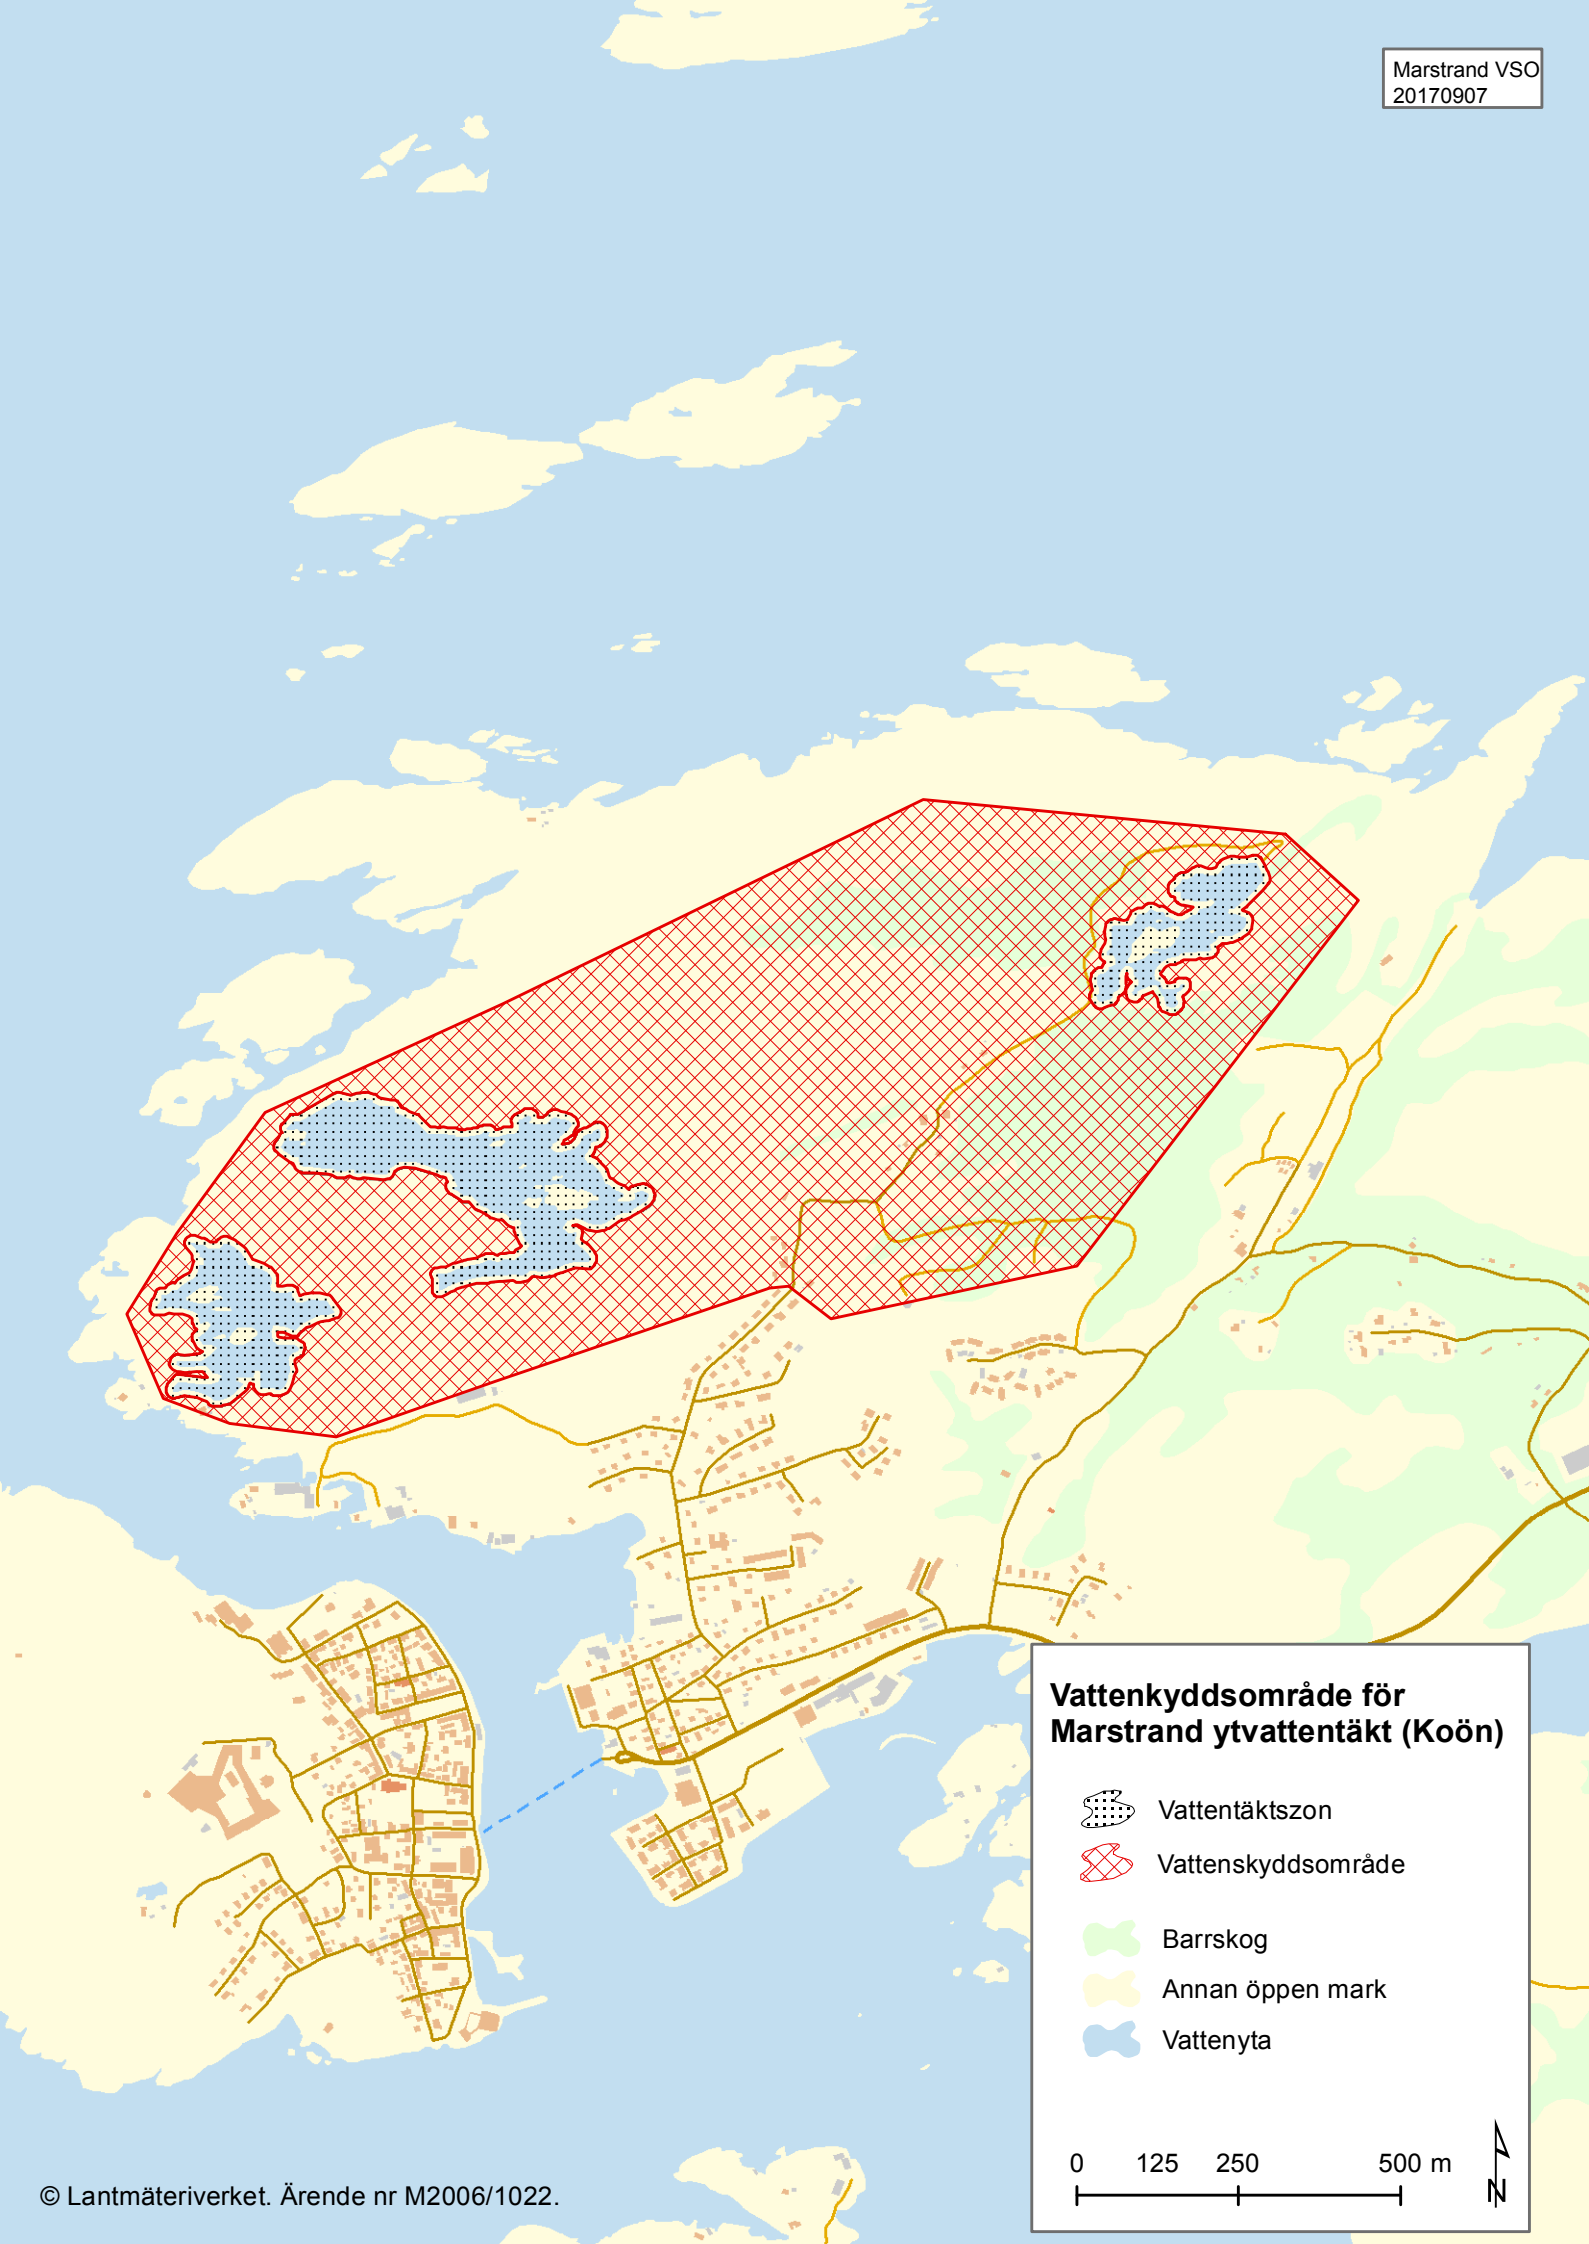 Marstrand VSO
20170907
Vattenkyddsområde för
Marstrand ytvattentäkt (Koön)
Vattentäktszon
Vattenskyddsområde
Barrskog
Annan öppen mark
Vattenyta
0 125 250 500 m
N
© Lantmäteriverket. Ärende nr M2006/1022.